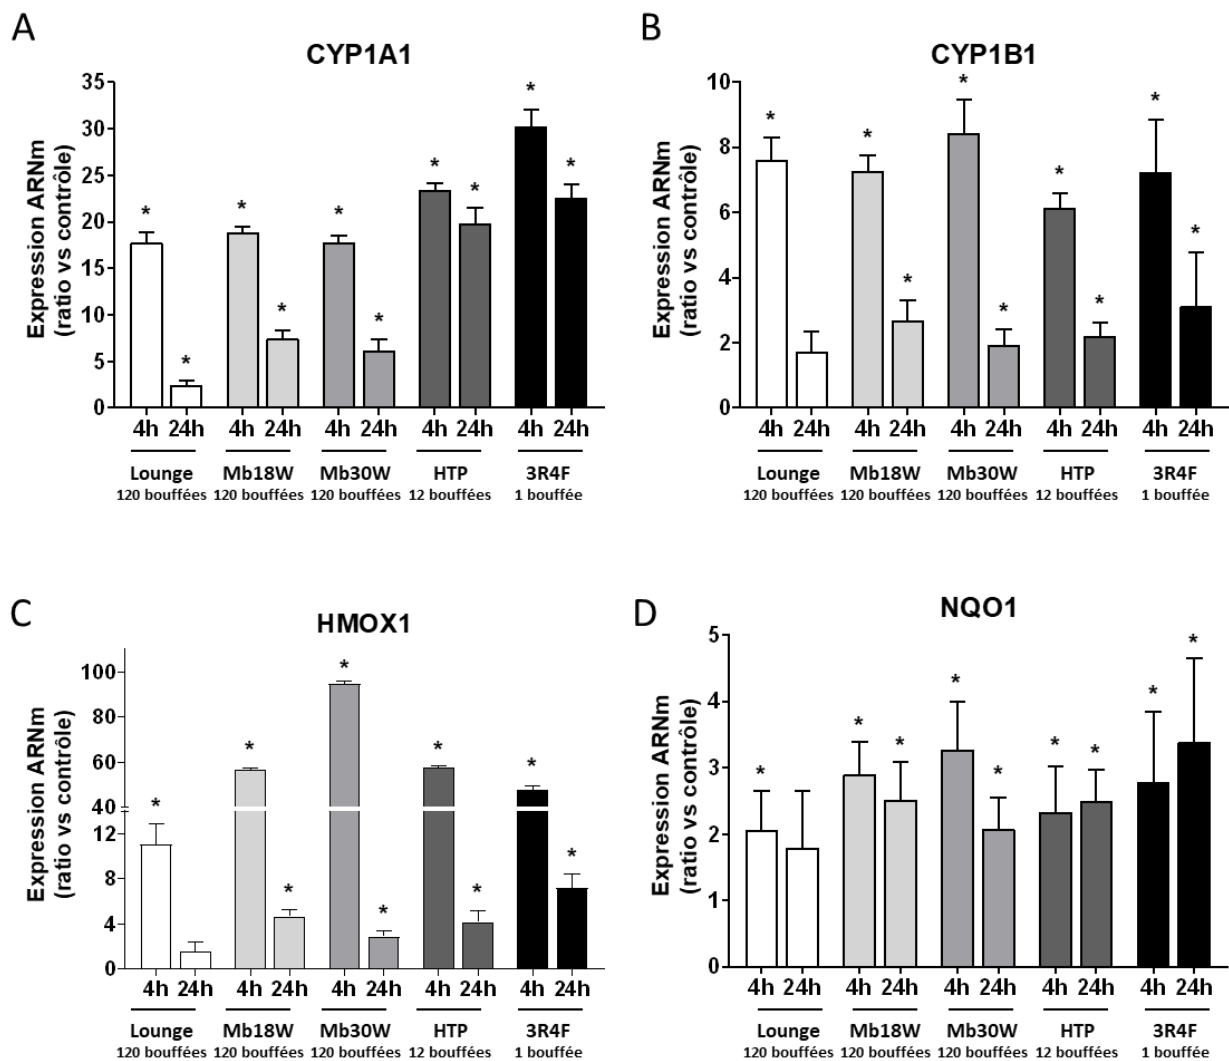 A
CYP1A1
Expression ARNm
(ratio vs contrôle)
35
30
25
20
15
10
5
0
* * * * * * * * * *
4h 24h 4h 24h 4h 24h 4h 24h 4h 24h
Lounge Mb18W Mb30W HTP 3R4F
120 bouffées 120 bouffées 120 bouffées 12 bouffées 1 bouffée
B
CYP1B1
Expression ARNm
(ratio vs contrôle)
10
8
6
4
2
0
* * * * * * * * *
4h 24h 4h 24h 4h 24h 4h 24h 4h 24h
Lounge Mb18W Mb30W HTP 3R4F
120 bouffées 120 bouffées 120 bouffées 12 bouffées 1 bouffée
C
HMOX1
Expression ARNm
(ratio vs contrôle)
100
80
60
40
12
8
4
0
* * * * * * * * *
4h 24h 4h 24h 4h 24h 4h 24h 4h 24h
Lounge Mb18W Mb30W HTP 3R4F
120 bouffées 120 bouffées 120 bouffées 12 bouffées 1 bouffée
D
NQO1
Expression ARNm
(ratio vs contrôle)
5
4
3
2
1
0
* * * * * * * * *
4h 24h 4h 24h 4h 24h 4h 24h 4h 24h
Lounge Mb18W Mb30W HTP 3R4F
120 bouffées 120 bouffées 120 bouffées 12 bouffées 1 bouffée